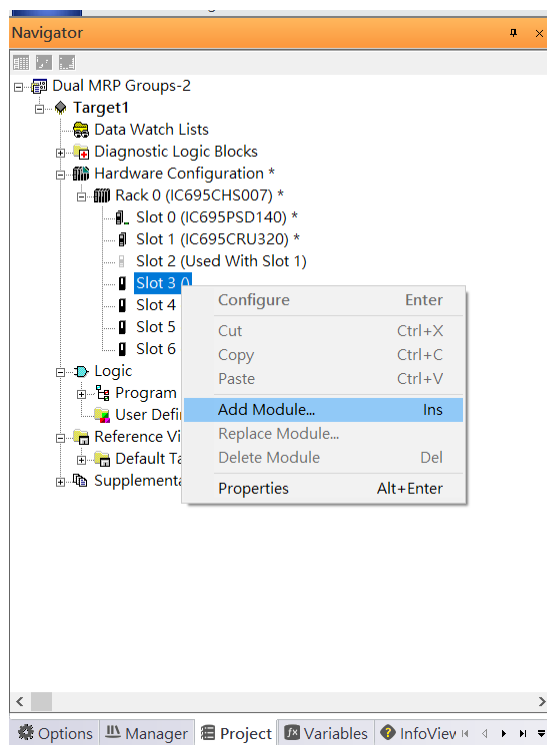 Navigator
Dual MRP Groups-2
Target1
Data Watch Lists
Diagnostic Logic Blocks
Hardware Configuration *
Rack 0 (IC695CHS007) *
Slot 0 (IC695PSD140) *
Slot 1 (IC695CRU320) *
Slot 2 (Used With Slot 1)
Slot 3 ()
Slot 4
Slot 5
Slot 6
Logic
Program
User Defi
Reference Vi
Default Ta
Supplementa
Configure Enter
Cut Ctrl+X
Copy Ctrl+C
Paste Ctrl+V
Add Module... Ins
Replace Module...
Delete Module Del
Properties Alt+Enter
Options Manager Project Variables InfoView